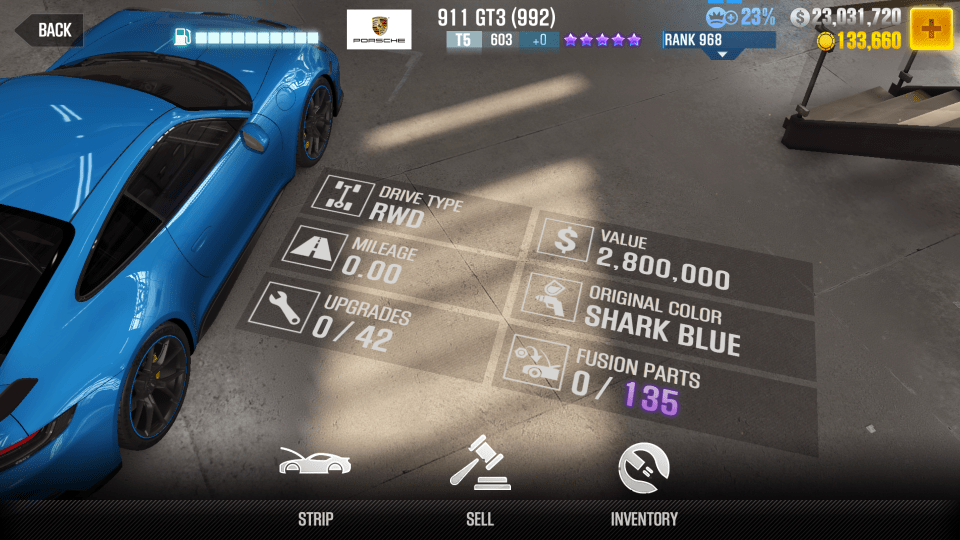 BACK
PORSCHE
911 GT3 (992)
T5 603 +0
23%
23,031,720
RANK 968
133,660
DRIVE TYPE
RWD
MILEAGE
0.00
UPGRADES
0/42
VALUE
2,800,000
ORIGINAL COLOR
SHARK BLUE
FUSION PARTS
0/135
STRIP
SELL
INVENTORY